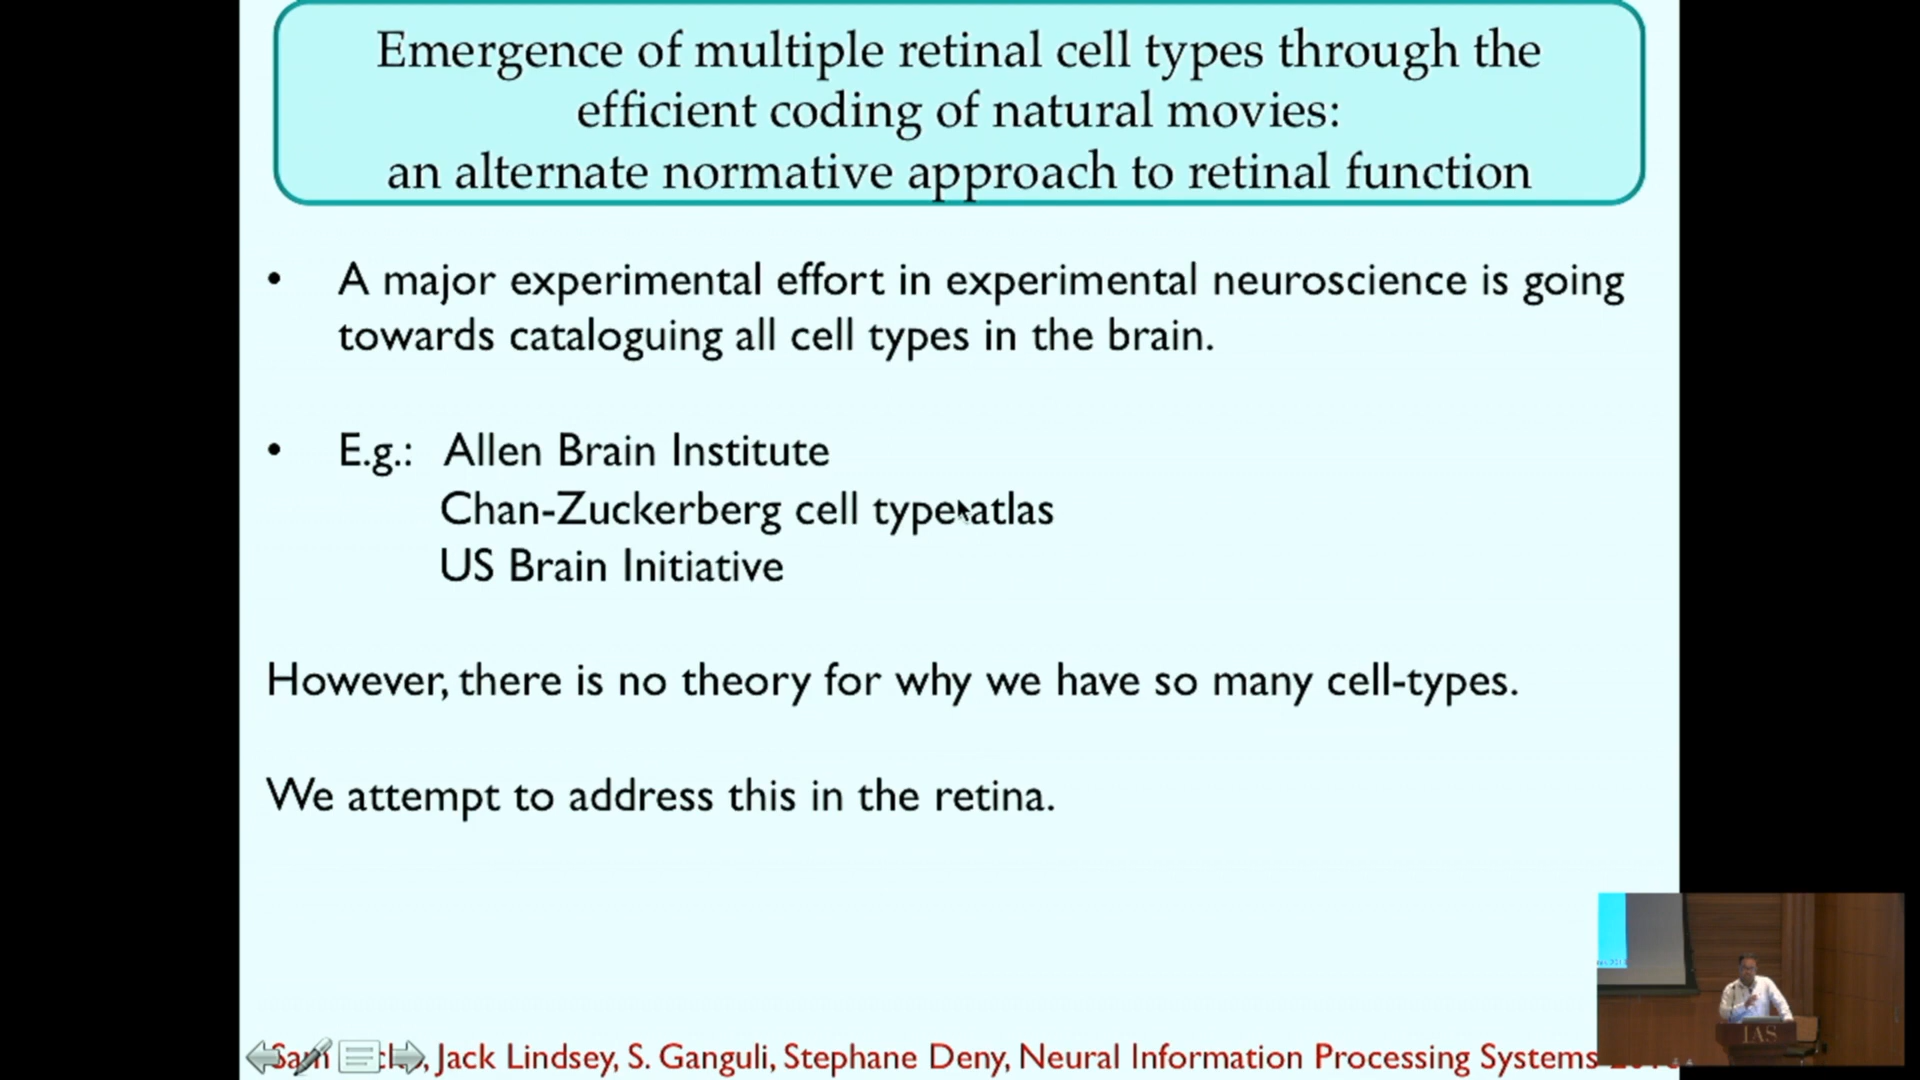 Emergence of multiple retinal cell types through the
efficient coding of natural movies:
an alternate normative approach to retinal function
• A major experimental effort in experimental neuroscience is going
towards cataloguing all cell types in the brain.
• E.g.: Allen Brain Institute
Chan-Zuckerberg cell type atlas
US Brain Initiative
However, there is no theory for why we have so many cell-types.
We attempt to address this in the retina.
Jack Lindsey, S. Ganguli, Stephane Deny, Neural Information Processing Systems
IAS